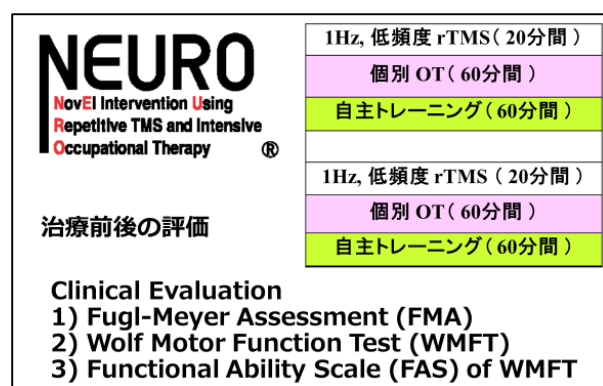 NEURO
NovEl Intervention Using
Repetitive TMS and Intensive
Occupational Therapy ®
治療前後の評価
1Hz, 低頻度 rTMS ( 20分間 )
個別 OT ( 60分間 )
自主トレーニング ( 60分間 )
1Hz, 低頻度 rTMS ( 20分間 )
個別 OT ( 60分間 )
自主トレーニング ( 60分間 )
Clinical Evaluation
1) Fugl-Meyer Assessment (FMA)
2) Wolf Motor Function Test (WMFT)
3) Functional Ability Scale (FAS) of WMFT